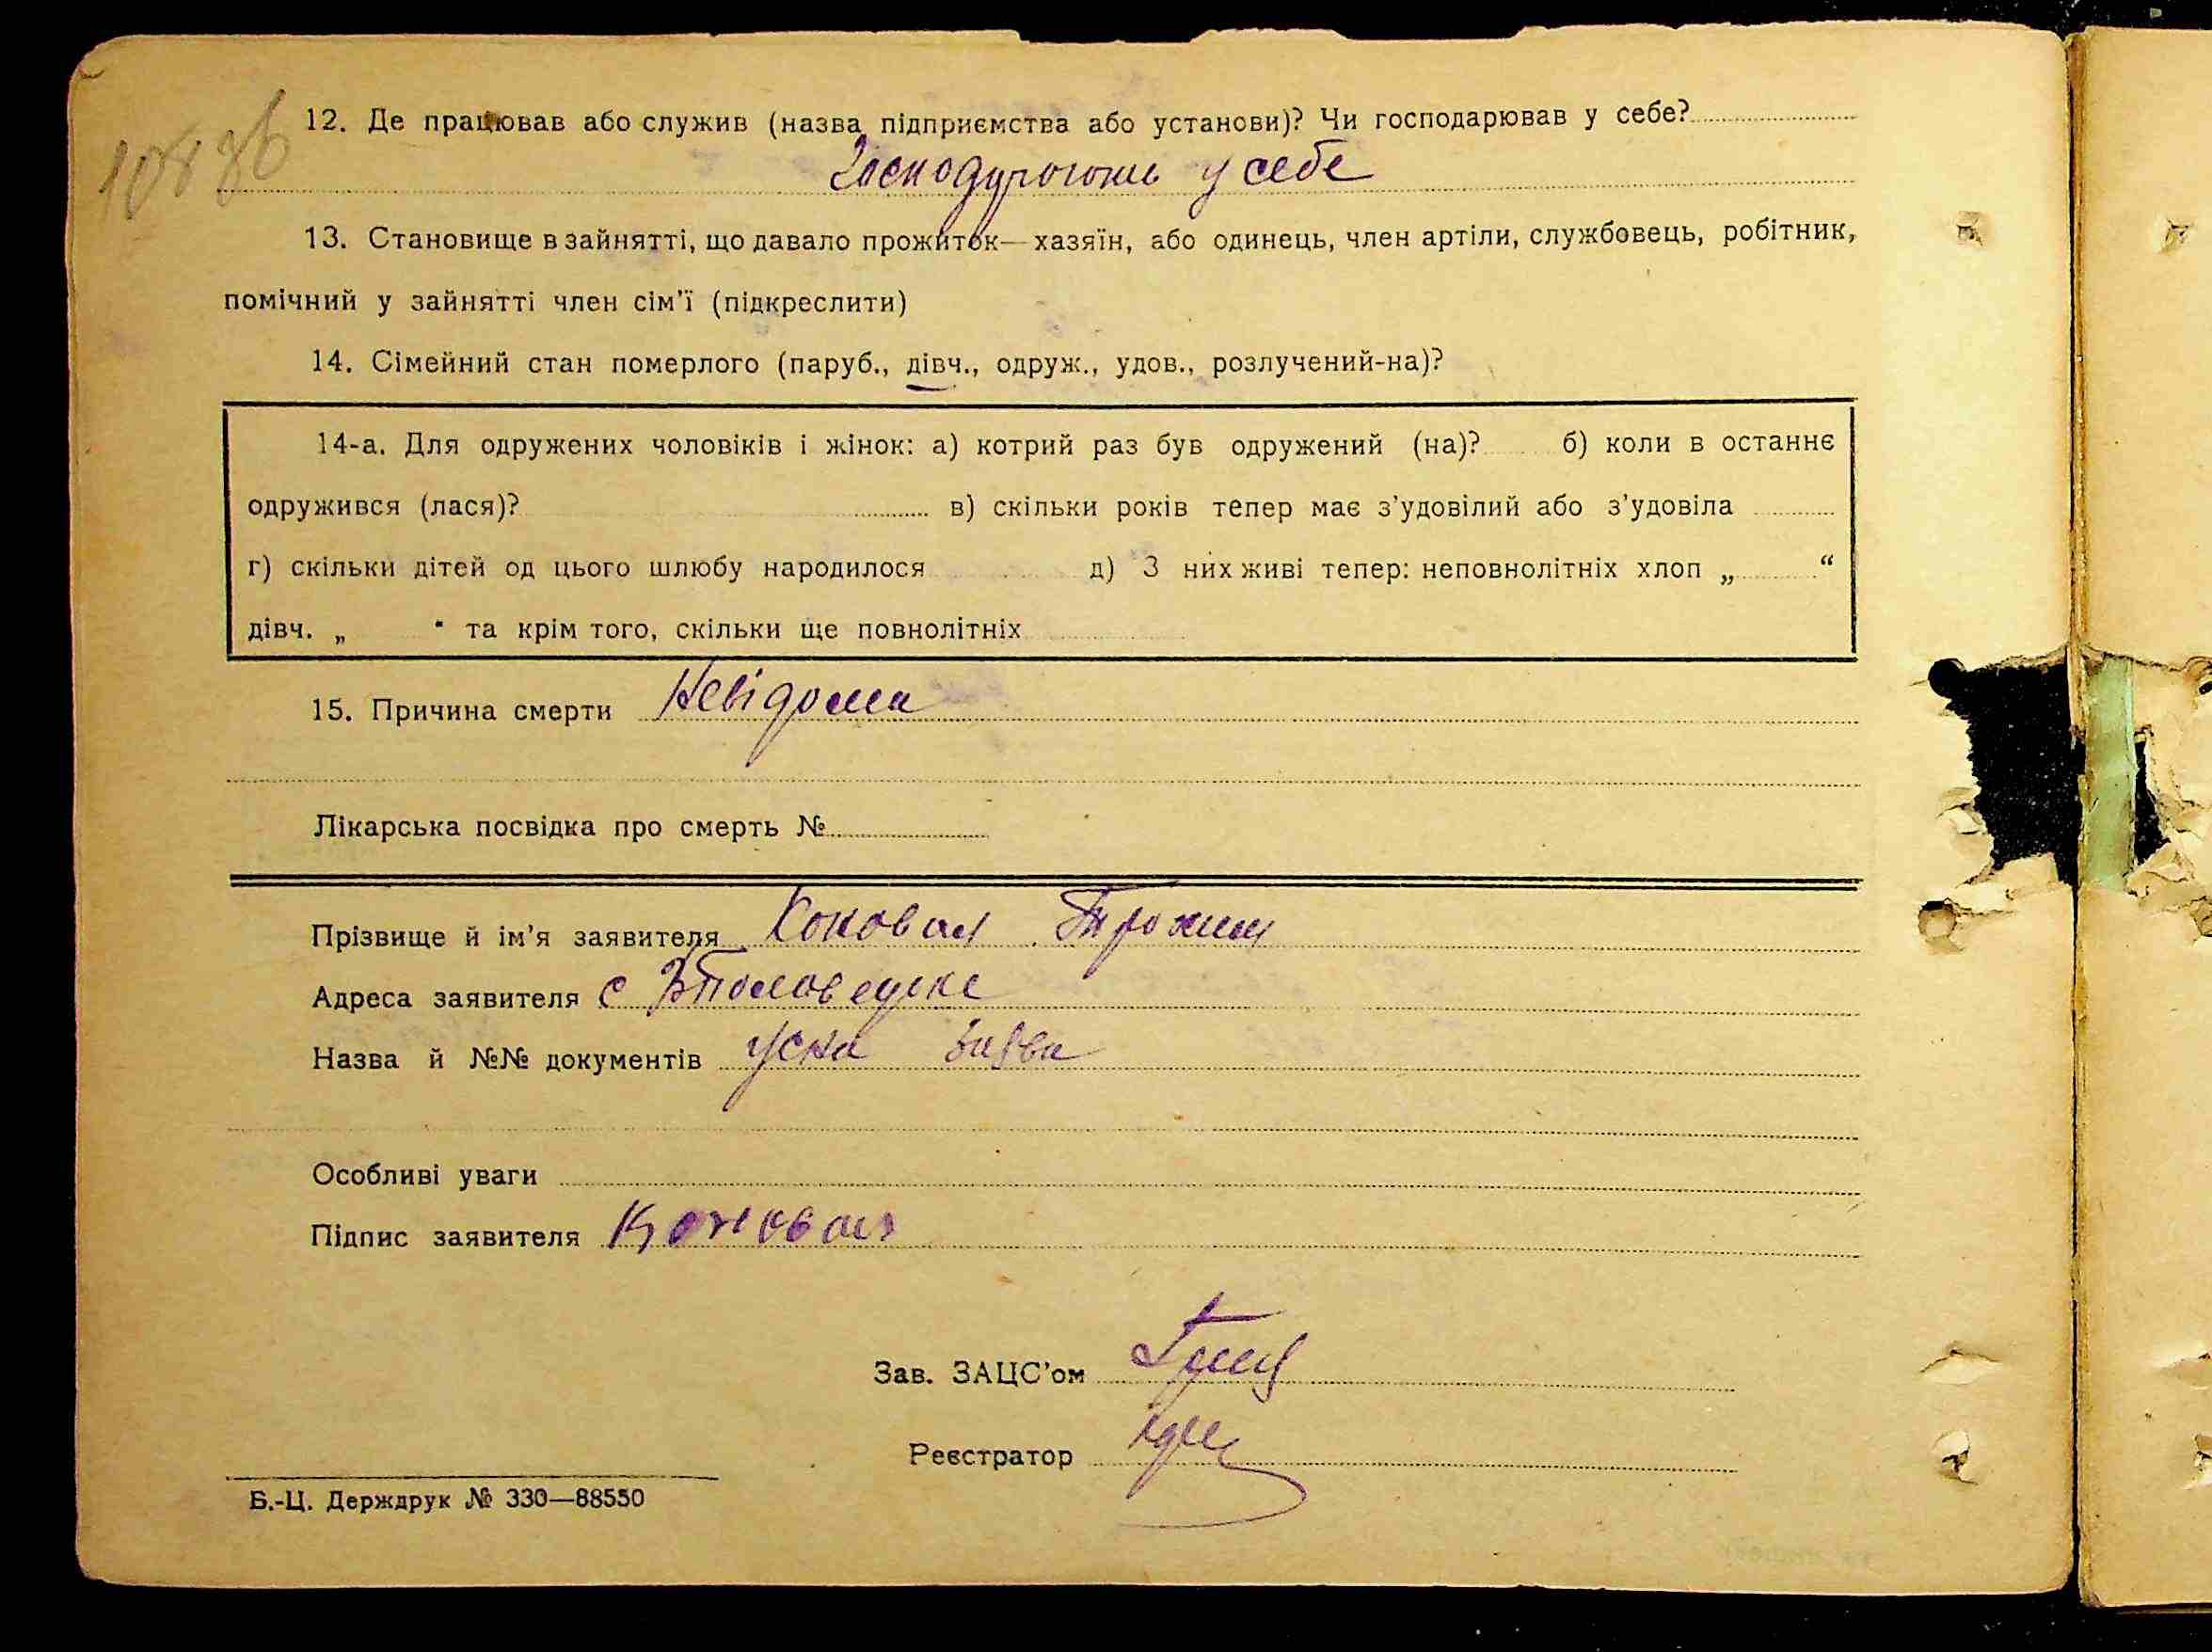 12. Де працював або служив (назва підприємства або установи)? Чи господарював у себе?
у себе
13. Становище в зайнятті, що давало прожиток—хазяїн, або одинець, член артіли, службовець, робітник,
помічний у зайнятті член сім'ї (підкреслити)
14. Сімейний стан померлого (паруб., дівч., одруж., удов., розлучений-на)?
14-а. Для одружених чоловіків і жінок: а) котрий раз був одружений (на)? б) коли в останнє
одружився (лася)? в) скільки років тепер має з'удовілий або з'удовіла
г) скільки дітей од цього шлюбу народилося д) З них живі тепер: неповнолітніх хлоп „ “
дівч. „ “ та крім того, скільки ще повнолітніх
15. Причина смерти Невідома
Лікарська посвідка про смерть №
Прізвище й ім'я заявителя Коновал Трохим
Адреса заявителя с
Назва й №№ документів Усна заява
Особливі уваги
Підпис заявителя Коновал
Зав. ЗАЦС'ом
Реєстратор
Б.-Ц. Держдрук № 330—88550